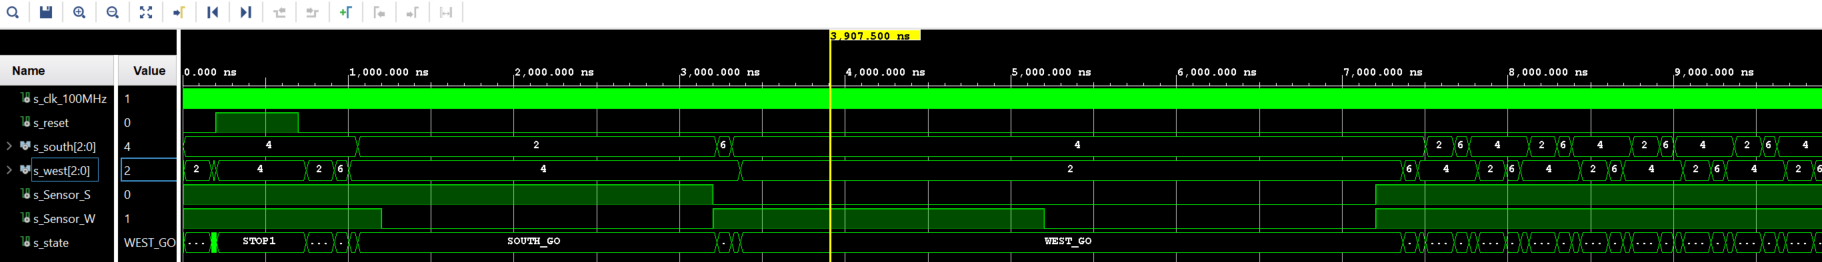 3,907.500 ns
Name Value
0.000 ns 1,000.000 ns 2,000.000 ns 3,000.000 ns 4,000.000 ns 5,000.000 ns 6,000.000 ns 7,000.000 ns 8,000.000 ns 9,000.000 ns
s_clk_100MHz 1
s_reset 0
s_south[2:0] 4 4 2 6 4 2 6 4 2 6 4 2 6 4 2 6 4
s_west[2:0] 2 2 4 2 6 4 2 6 4 2 6 4 2 6 4 2 6 4 2 6
s_Sensor_S 0
s_Sensor_W 1
s_state WEST_GO ... STOP1 ... . SOUTH_GO . WEST_GO . ... . ... . ... . ... . ... . ... . ... . ... .